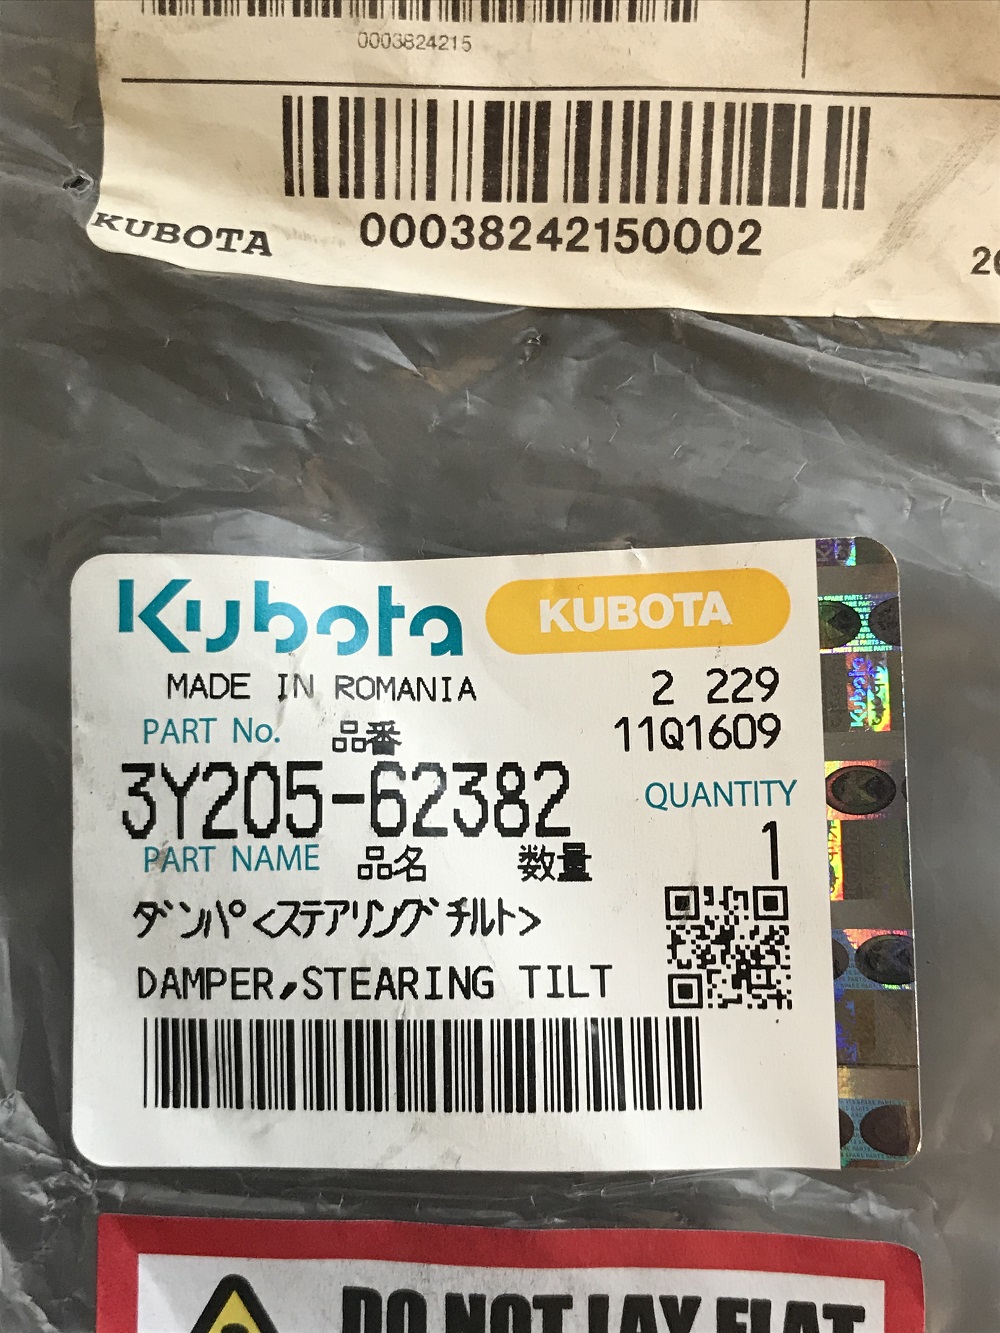 0003824215
00038242150002
KUBOTA
Kubota KUBOTA
MADE IN ROMANIA 2 229
PART No. 品番 11Q1609
3Y205-62382 QUANTITY
1
PART NAME 品名 数量
ダンパ<ステアリングチルト>
DAMPER,STEARING TILT
DO NOT LAY FLAT